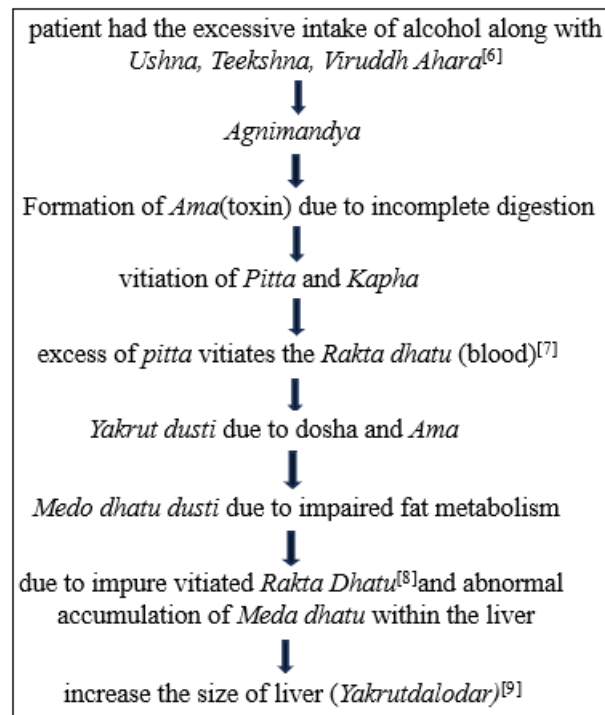 patient had the excessive intake of alcohol along with
Ushna, Teekshna, Viruddh Ahara[6]
Agnimandya
Formation of Ama(toxin) due to incomplete digestion
vitiation of Pitta and Kapha
excess of pitta vitiates the Rakta dhatu (blood)[7]
Yakrut dusti due to dosha and Ama
Medo dhatu dusti due to impaired fat metabolism
due to impure vitiated Rakta Dhatu[8]and abnormal
accumulation of Meda dhatu within the liver
increase the size of liver (Yakrutdalodar)[9]